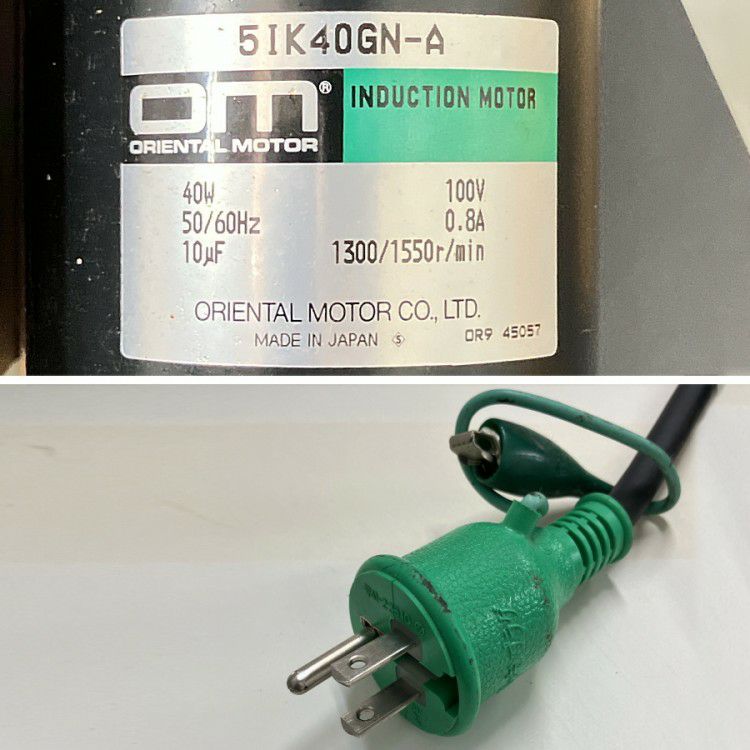 5IK40GN-A
OM®
ORIENTAL MOTOR
INDUCTION MOTOR
40W 100V
50/60Hz 0.8A
10µF 1300/1550r/min
ORIENTAL MOTOR CO., LTD.
MADE IN JAPAN Ⓢ OR9 45057